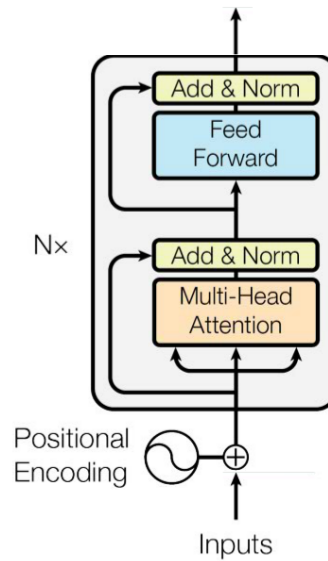 Add & Norm
Feed
Forward
N×
Add & Norm
Multi-Head
Attention
Positional
Encoding
Inputs